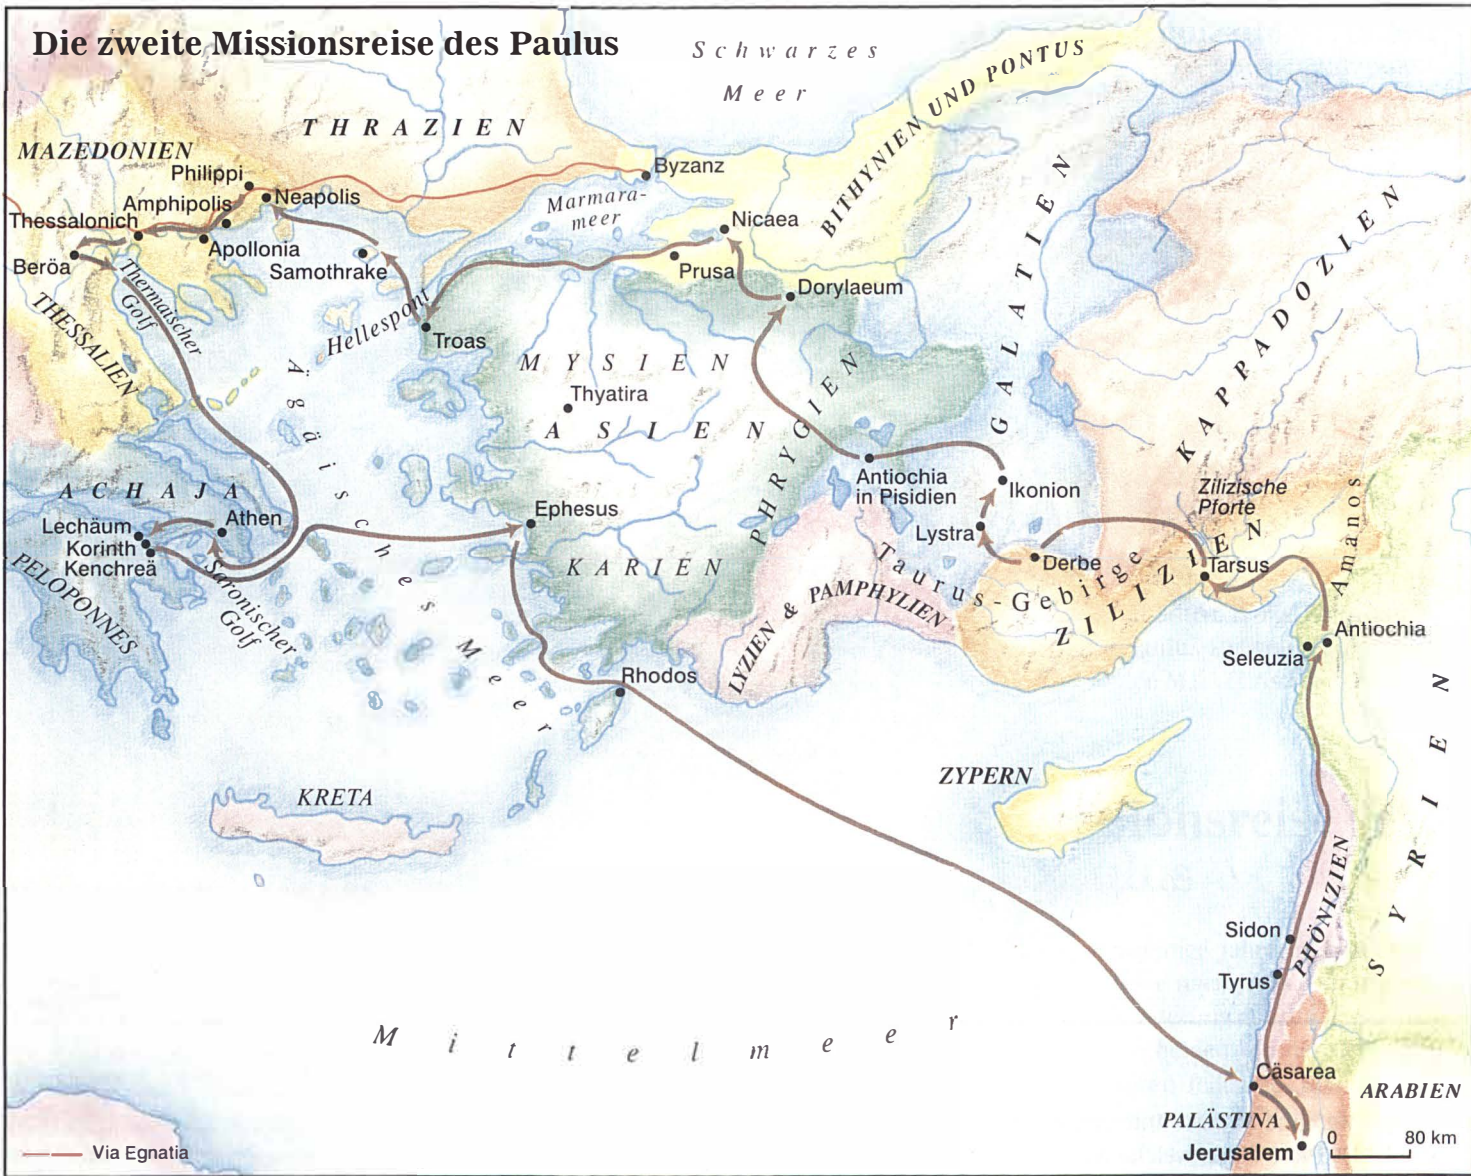 Die zweite Missionsreise des Paulus
Schwarzes
Meer
BITHYNIEN UND PONTUS
THRAZIEN
MAZEDONIEN
Philippi
Byzanz
Amphipolis
Neapolis
Marmara-
meer
Nicaea
Thessalonich
Apollonia
Samothrake
Beröa
Prusa
Dorylaeum
Thermaischer
Golf
Hellespont
Troas
THESSALIEN
GALATIEN
KAPPADOZIEN
MYSIEN
Thyatira
ASIEN
PHRYGIEN
Ägäisches Meer
Antiochia
in Pisidien
Ikonion
Zilizische
Pforte
ACHAJA
Athen
Ephesus
Lystra
Lechäum
Korinth
Kenchreä
PELOPONNES
Saronischer
Golf
KARIEN
Derbe
Tarsus
Taurus-Gebirge
ZILIZIEN
Amanos
LYZIEN & PAMPHYLIEN
Antiochia
Seleuzia
Rhodos
SYRIEN
ZYPERN
KRETA
PHÖNIZIEN
Sidon
Tyrus
Mittelmeer
Cäsarea
ARABIEN
PALÄSTINA
Jerusalem
0 80 km
Via Egnatia